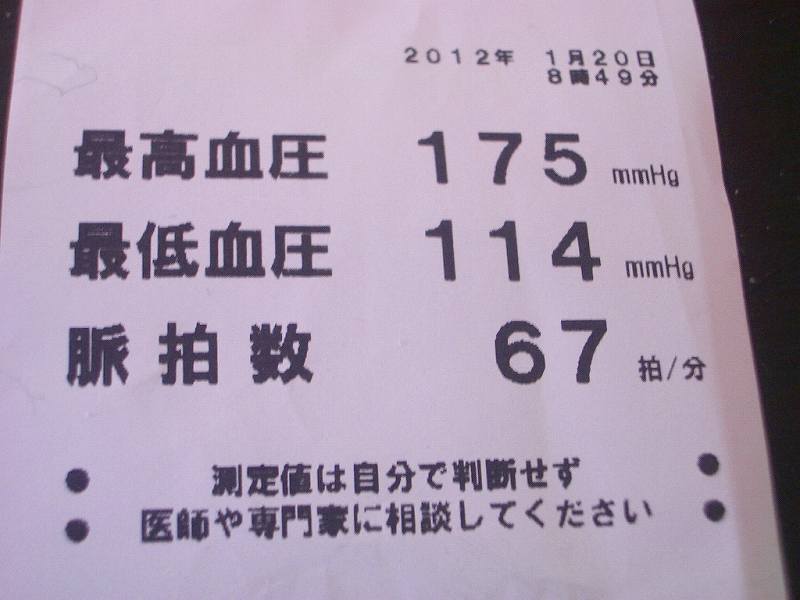 2012年 1月20日
8時49分
最高血圧 175 mmHg
最低血圧 114 mmHg
脈拍数 67 拍/分
● 測定値は自分で判断せず ●
● 医師や専門家に相談してください ●